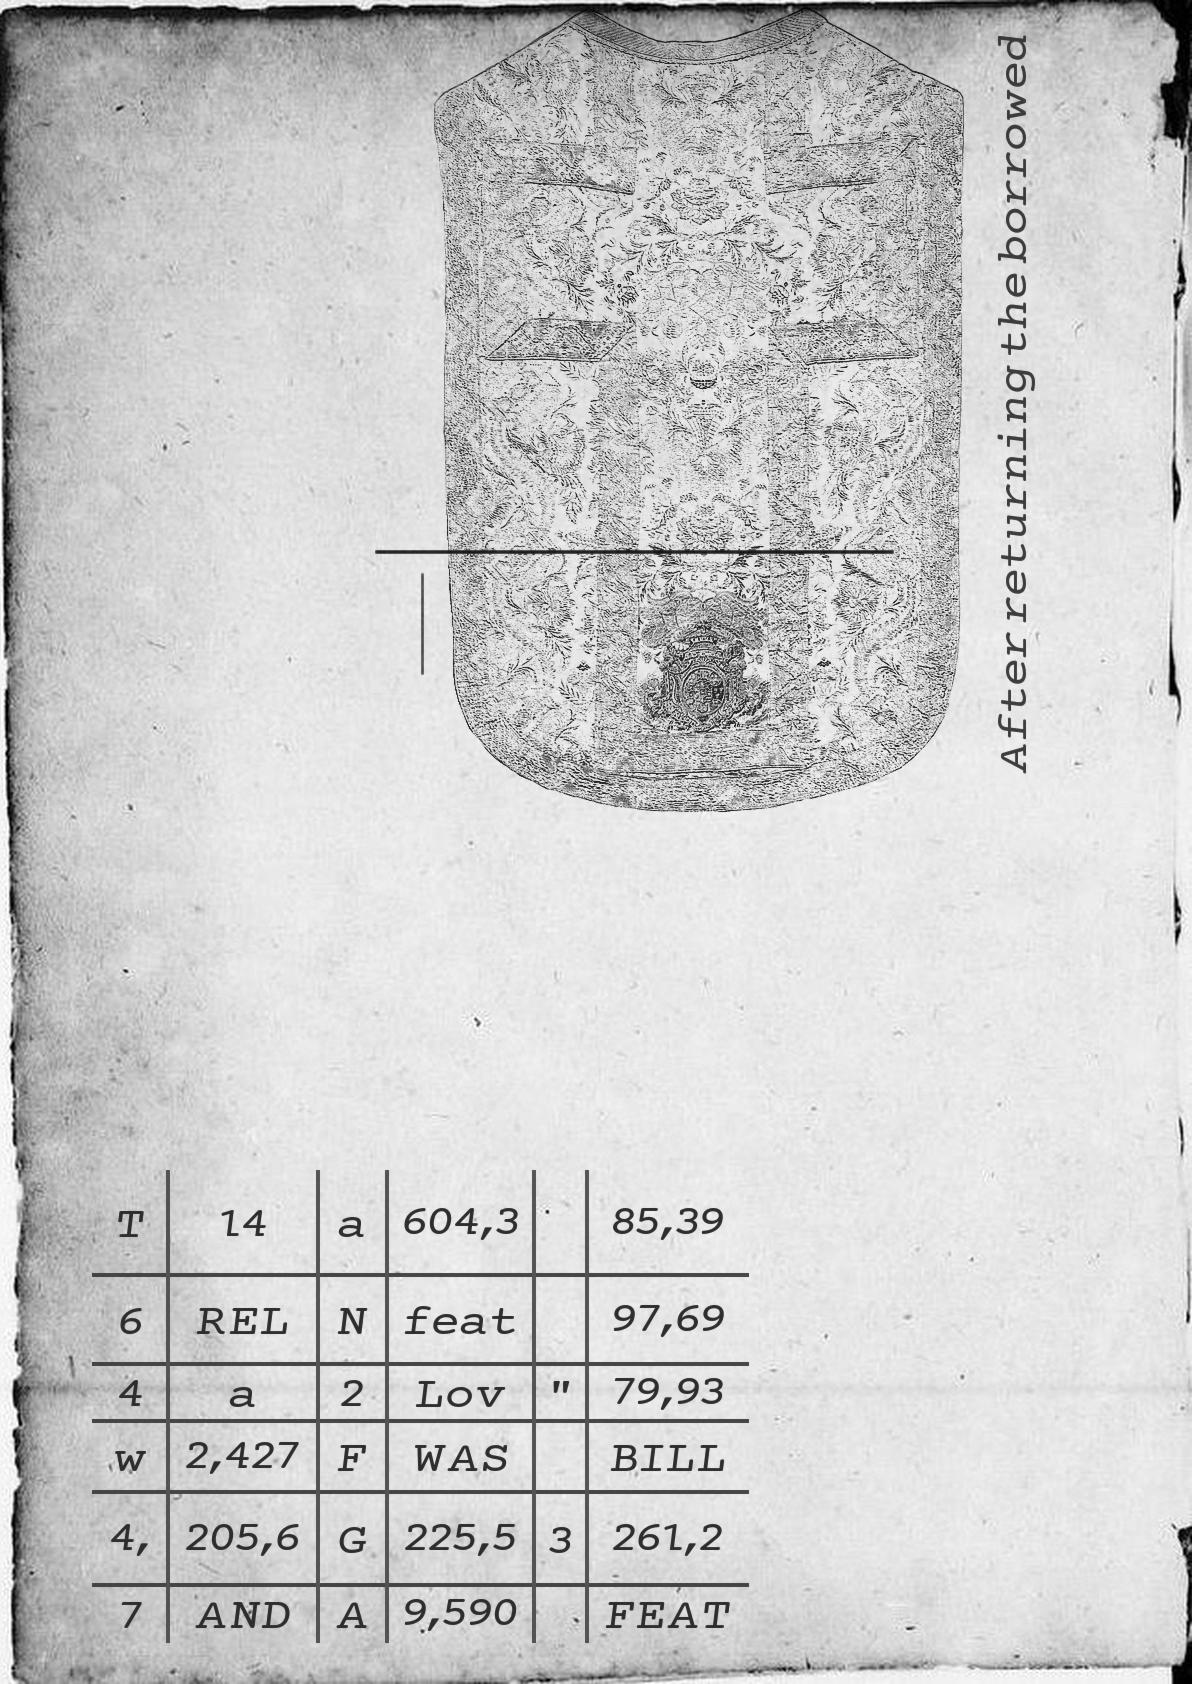 After returning the borrowed
T 14 a 604,3 85,39
6 REL N feat 97,69
4 a 2 Lov " 79,93
w 2,427 F WAS BILL
4, 205,6 G 225,5 3 261,2
7 AND A 9,590 FEAT